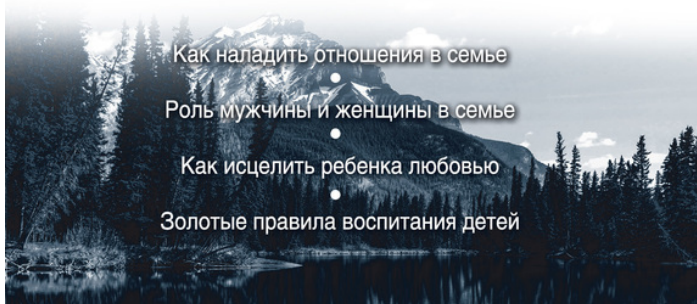 Как наладить отношения в семье
Роль мужчины и женщины в семье
Как исцелить ребенка любовью
Золотые правила воспитания детей